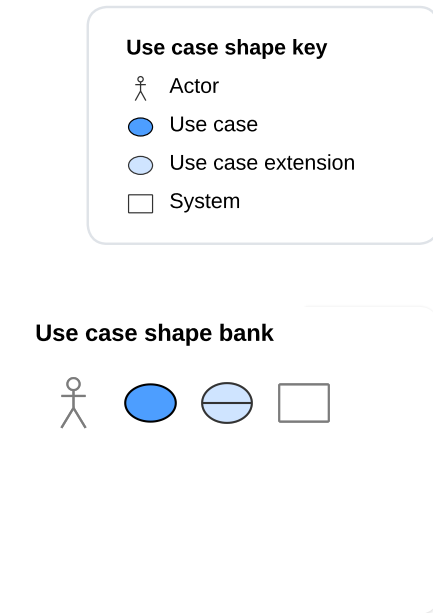 Use case shape key
Actor
Use case
Use case extension
System
Use case shape bank